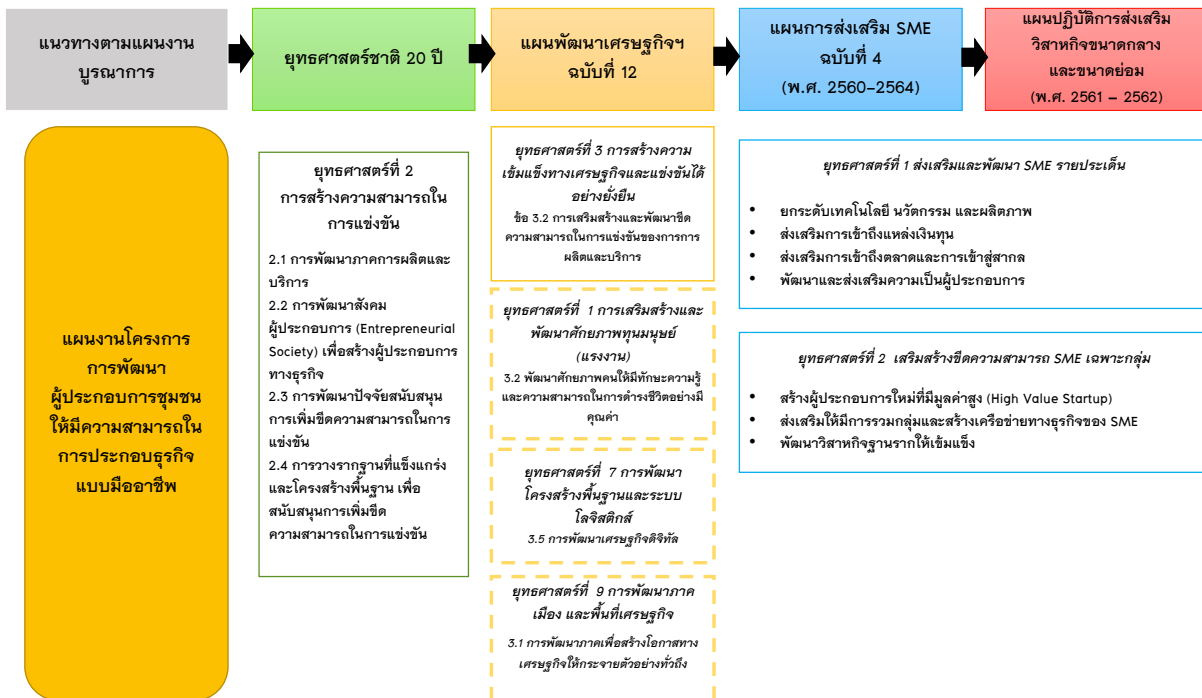 แนวทางตามแผนงาน
บูรณาการ
ยุทธศาสตร์ชาติ 20 ปี
แผนพัฒนาเศรษฐกิจฯ
ฉบับที่ 12
แผนการส่งเสริม SME
ฉบับที่ 4
(พ.ศ. 2560-2564)
แผนปฏิบัติการส่งเสริม
วิสาหกิจขนาดกลาง
และขนาดย่อม
(พ.ศ. 2561 – 2562)
แผนงานโครงการ
การพัฒนา
ผู้ประกอบการชุมชน
ให้มีความสามารถใน
การประกอบธุรกิจ
แบบมืออาชีพ
ยุทธศาสตร์ที่ 2
การสร้างความสามารถใน
การแข่งขัน
2.1 การพัฒนาภาคการผลิตและ
บริการ
2.2 การพัฒนาสังคม
ผู้ประกอบการ (Entrepreneurial
Society) เพื่อสร้างผู้ประกอบการ
ทางธุรกิจ
2.3 การพัฒนาปัจจัยสนับสนุน
การเพิ่มขีดความสามารถในการ
แข่งขัน
2.4 การวางรากฐานที่แข็งแกร่ง
และโครงสร้างพื้นฐาน เพื่อ
สนับสนุนการเพิ่มขีด
ความสามารถในการแข่งขัน
ยุทธศาสตร์ที่ 3 การสร้างความ
เข้มแข็งทางเศรษฐกิจและแข่งขันได้
อย่างยั่งยืน
ข้อ 3.2 การเสริมสร้างและพัฒนาขีด
ความสามารถในการแข่งขันของการการ
ผลิตและบริการ
ยุทธศาสตร์ที่ 1 การเสริมสร้างและ
พัฒนาศักยภาพทุนมนุษย์
(แรงงาน)
3.2 พัฒนาศักยภาพคนให้มีทักษะความรู้
และความสามารถในการดำรงชีวิตอย่างมี
คุณค่า
ยุทธศาสตร์ที่ 7 การพัฒนา
โครงสร้างพื้นฐานและระบบ
โลจิสติกส์
3.5 การพัฒนาเศรษฐกิจดิจิทัล
ยุทธศาสตร์ที่ 9 การพัฒนาภาค
เมือง และพื้นที่เศรษฐกิจ
3.1 การพัฒนาภาคเพื่อสร้างโอกาสทาง
เศรษฐกิจให้กระจายตัวอย่างทั่วถึง
ยุทธศาสตร์ที่ 1 ส่งเสริมและพัฒนา SME รายประเด็น
• ยกระดับเทคโนโลยี นวัตกรรม และผลิตภาพ
• ส่งเสริมการเข้าถึงแหล่งเงินทุน
• ส่งเสริมการเข้าถึงตลาดและการเข้าสู่สากล
• พัฒนาและส่งเสริมความเป็นผู้ประกอบการ
ยุทธศาสตร์ที่ 2 เสริมสร้างขีดความสามารถ SME เฉพาะกลุ่ม
• สร้างผู้ประกอบการใหม่ที่มีมูลค่าสูง (High Value Startup)
• ส่งเสริมให้มีการรวมกลุ่มและสร้างเครือข่ายทางธุรกิจของ SME
• พัฒนาวิสาหกิจฐานรากให้เข้มแข็ง